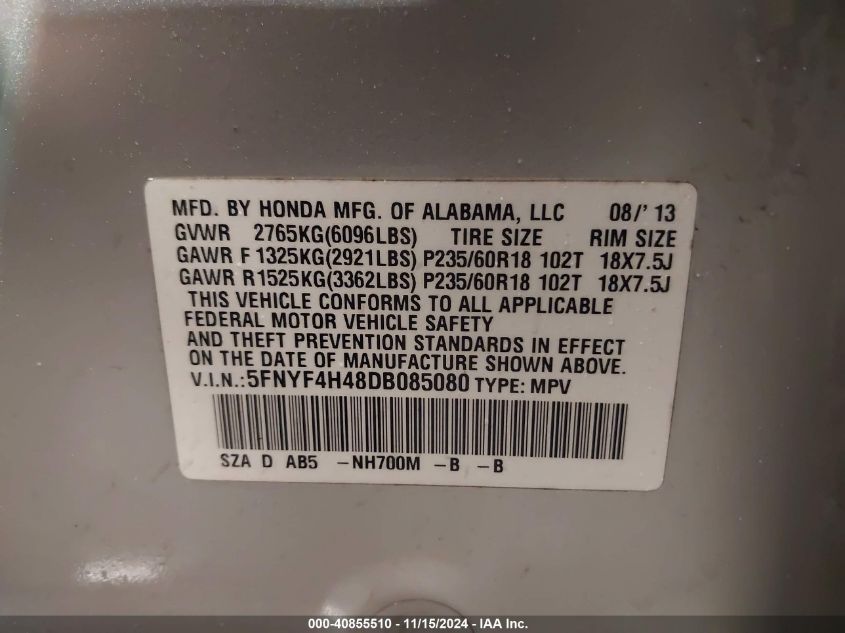 MFD. BY HONDA MFG. OF ALABAMA, LLC 08/' 13
GVWR 2765KG(6096LBS) TIRE SIZE RIM SIZE
GAWR F 1325KG(2921LBS) P235/60R18 102T 18X7.5J
GAWR R1525KG(3362LBS) P235/60R18 102T 18X7.5J
THIS VEHICLE CONFORMS TO ALL APPLICABLE
FEDERAL MOTOR VEHICLE SAFETY
AND THEFT PREVENTION STANDARDS IN EFFECT
ON THE DATE OF MANUFACTURE SHOWN ABOVE.
V.I.N.:5FNYF4H48DB085080 TYPE: MPV
SZA D AB5 -NH700M -B -B
000-40855510 - 11/15/2024 - IAA Inc.